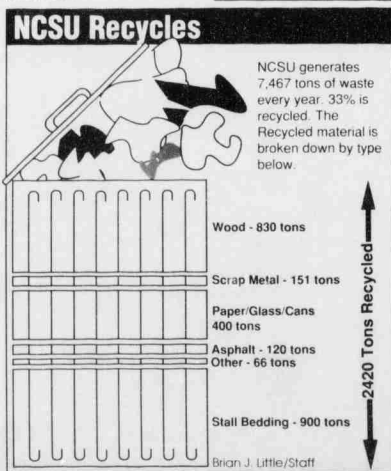 NCSU Recycles
NCSU generates
7,467 tons of waste
every year. 33% is
recycled. The
Recycled material is
broken down by type
below.
Wood - 830 tons
Scrap Metal - 151 tons
Paper/Glass/Cans
400 tons
Asphalt - 120 tons
Other - 66 tons
Stall Bedding - 900 tons
2420 Tons Recycled
Brian J. Little/Staff